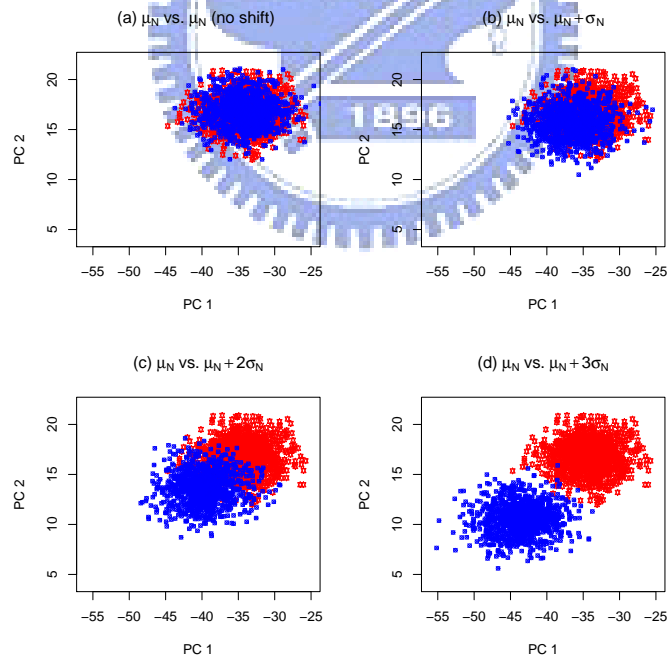 (a) μN vs. μN (no shift)
PC 2
20
15
10
5
−55 −50 −45 −40 −35 −30 −25
PC 1
(b) μN vs. μN+σN
PC 2
20
15
10
5
−55 −50 −45 −40 −35 −30 −25
PC 1
1896
(c) μN vs. μN+2σN
PC 2
20
15
10
5
−55 −50 −45 −40 −35 −30 −25
PC 1
(d) μN vs. μN+3σN
PC 2
20
15
10
5
−55 −50 −45 −40 −35 −30 −25
PC 1